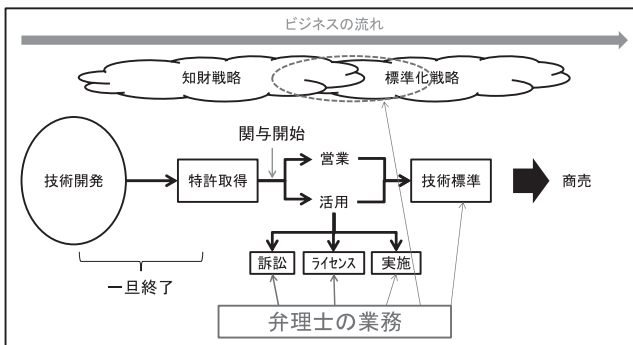 ビジネスの流れ
知財戦略
標準化戦略
関与開始
技術開発
特許取得
営業
活用
技術標準
商売
訴訟
ライセンス
実施
一旦終了
弁理士の業務